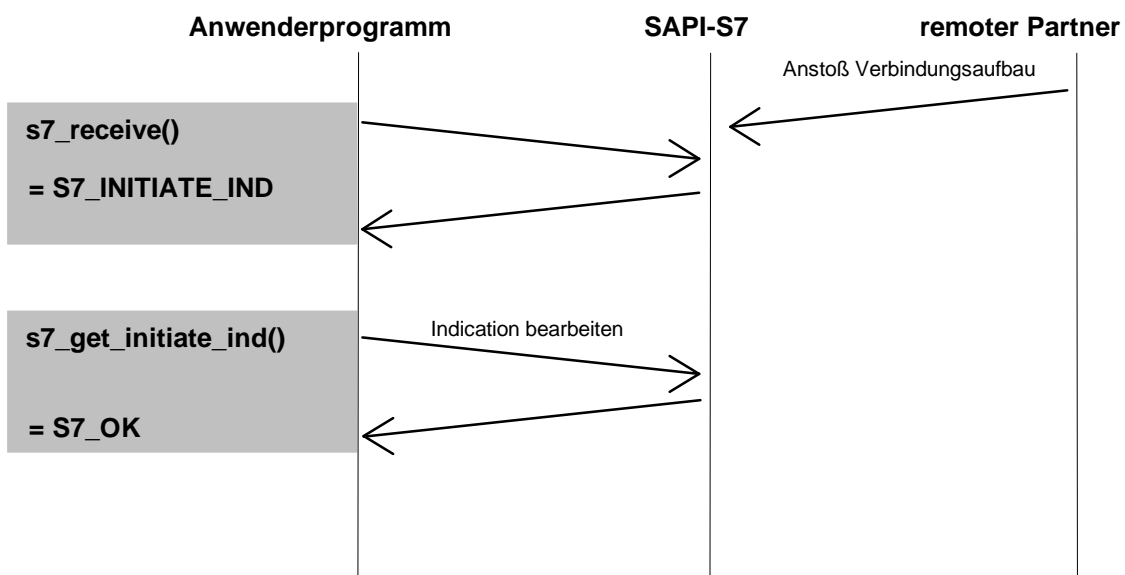 Anwenderprogramm SAPI-S7 remoter Partner
Anstoß Verbindungsaufbau
s7_receive()
= S7_INITIATE_IND
s7_get_initiate_ind()
Indication bearbeiten
= S7_OK